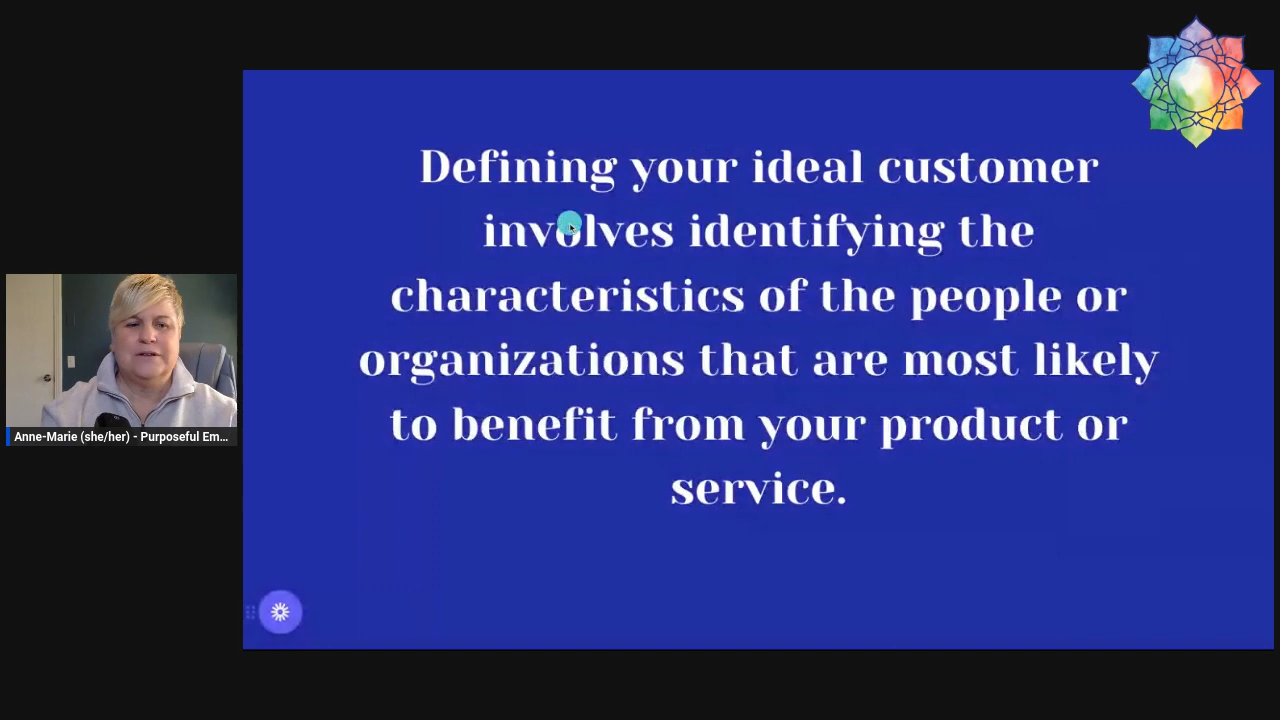 Defining your ideal customer
involves identifying the
characteristics of the people or
organizations that are most likely
to benefit from your product or
service.
Anne-Marie (she/her) - Purposeful Em...